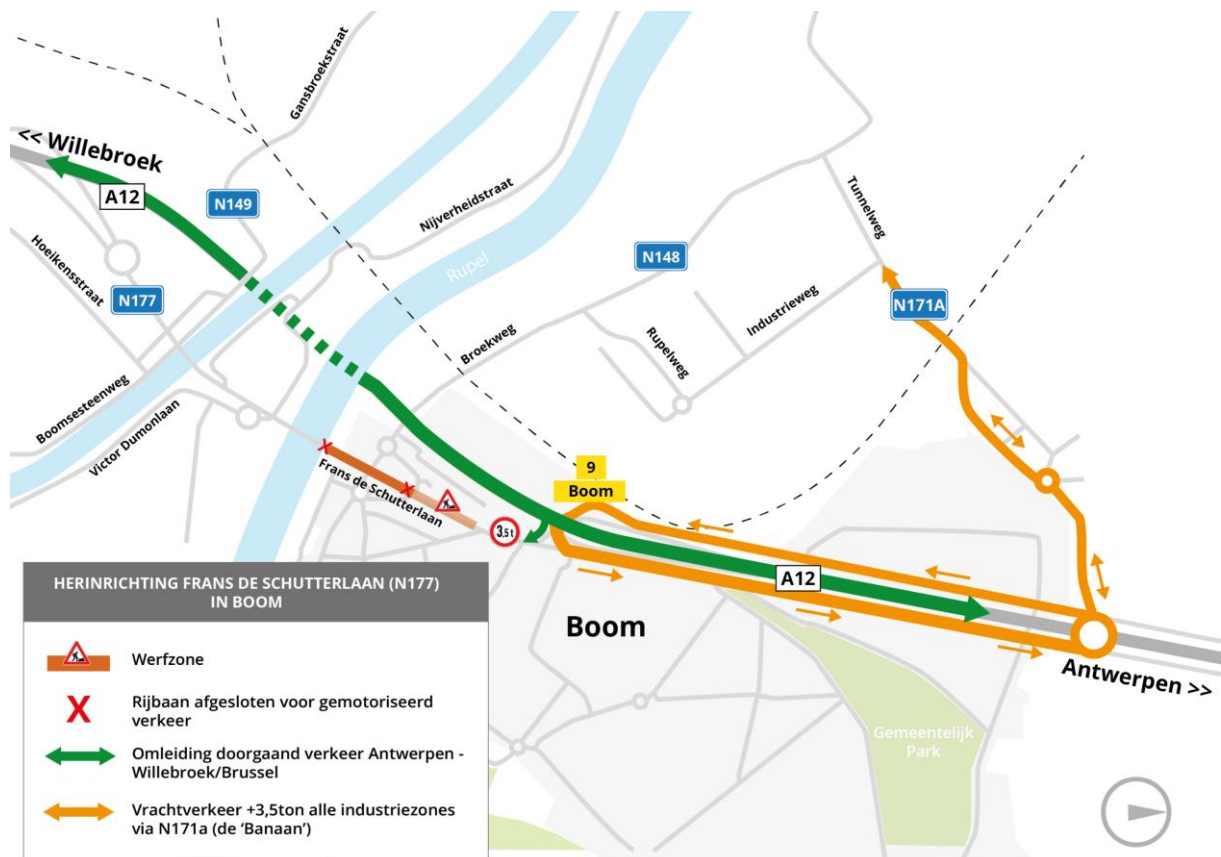 Gansbroekstraat
<< Willebroek
A12
N149
Nijverheidstraat
Hoeikensstraat
N177
Rupel
N148
Tunnelweg
N171A
Industrieweg
Broekweg
Rupelweg
Boomsesteenweg
Victor Dumonlaan
Frans de Schutterlaan
9
Boom
3,5t
A12
Boom
Antwerpen >>
Gemeentelijk
Park
HERINRICHTING FRANS DE SCHUTTERLAAN (N177)
IN BOOM
Werfzone
X Rijbaan afgesloten voor gemotoriseerd
verkeer
Omleiding doorgaand verkeer Antwerpen -
Willebroek/Brussel
Vrachtverkeer +3,5ton alle industriezones
via N171a (de ‘Banaan’)